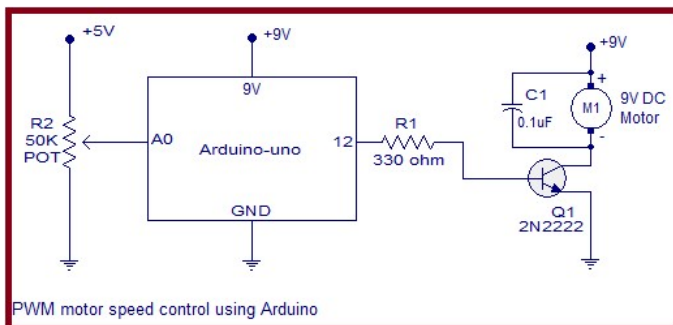 +5V
+9V
+9V
9V
R2
50K
POT
A0
Arduino-uno
12
GND
R1
330 ohm
C1
0.1uF
+
M1
-
9V DC
Motor
Q1
2N2222
PWM motor speed control using Arduino